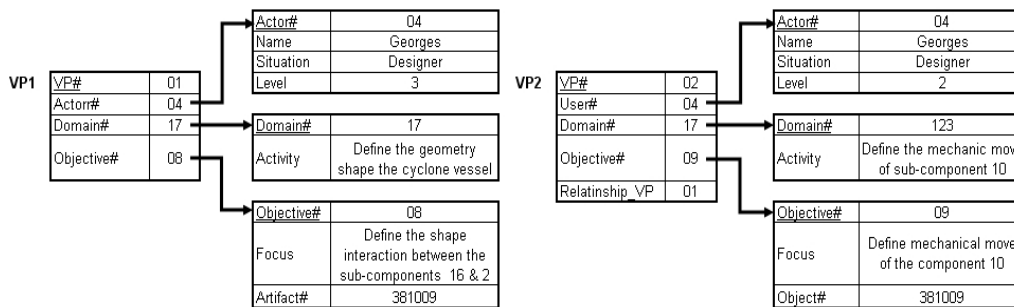 VP1
VP# 01
Actorr# 04
Domain# 17
Objective# 08
Actor# 04
Name Georges
Situation Designer
Level 3
Domain# 17
Activity Define the geometry
shape the cyclone vessel
Objective# 08
Focus Define the shape
interaction between the
sub-components 16 & 2
Artifact# 381009
VP2
VP# 02
User# 04
Domain# 17
Objective# 09
Relatinship_VP 01
Actor# 04
Name Georges
Situation Designer
Level 2
Domain# 123
Activity Define the mechanic mov
of sub-component 10
Objective# 09
Focus Define mechanical move
of the component 10
Object# 381009